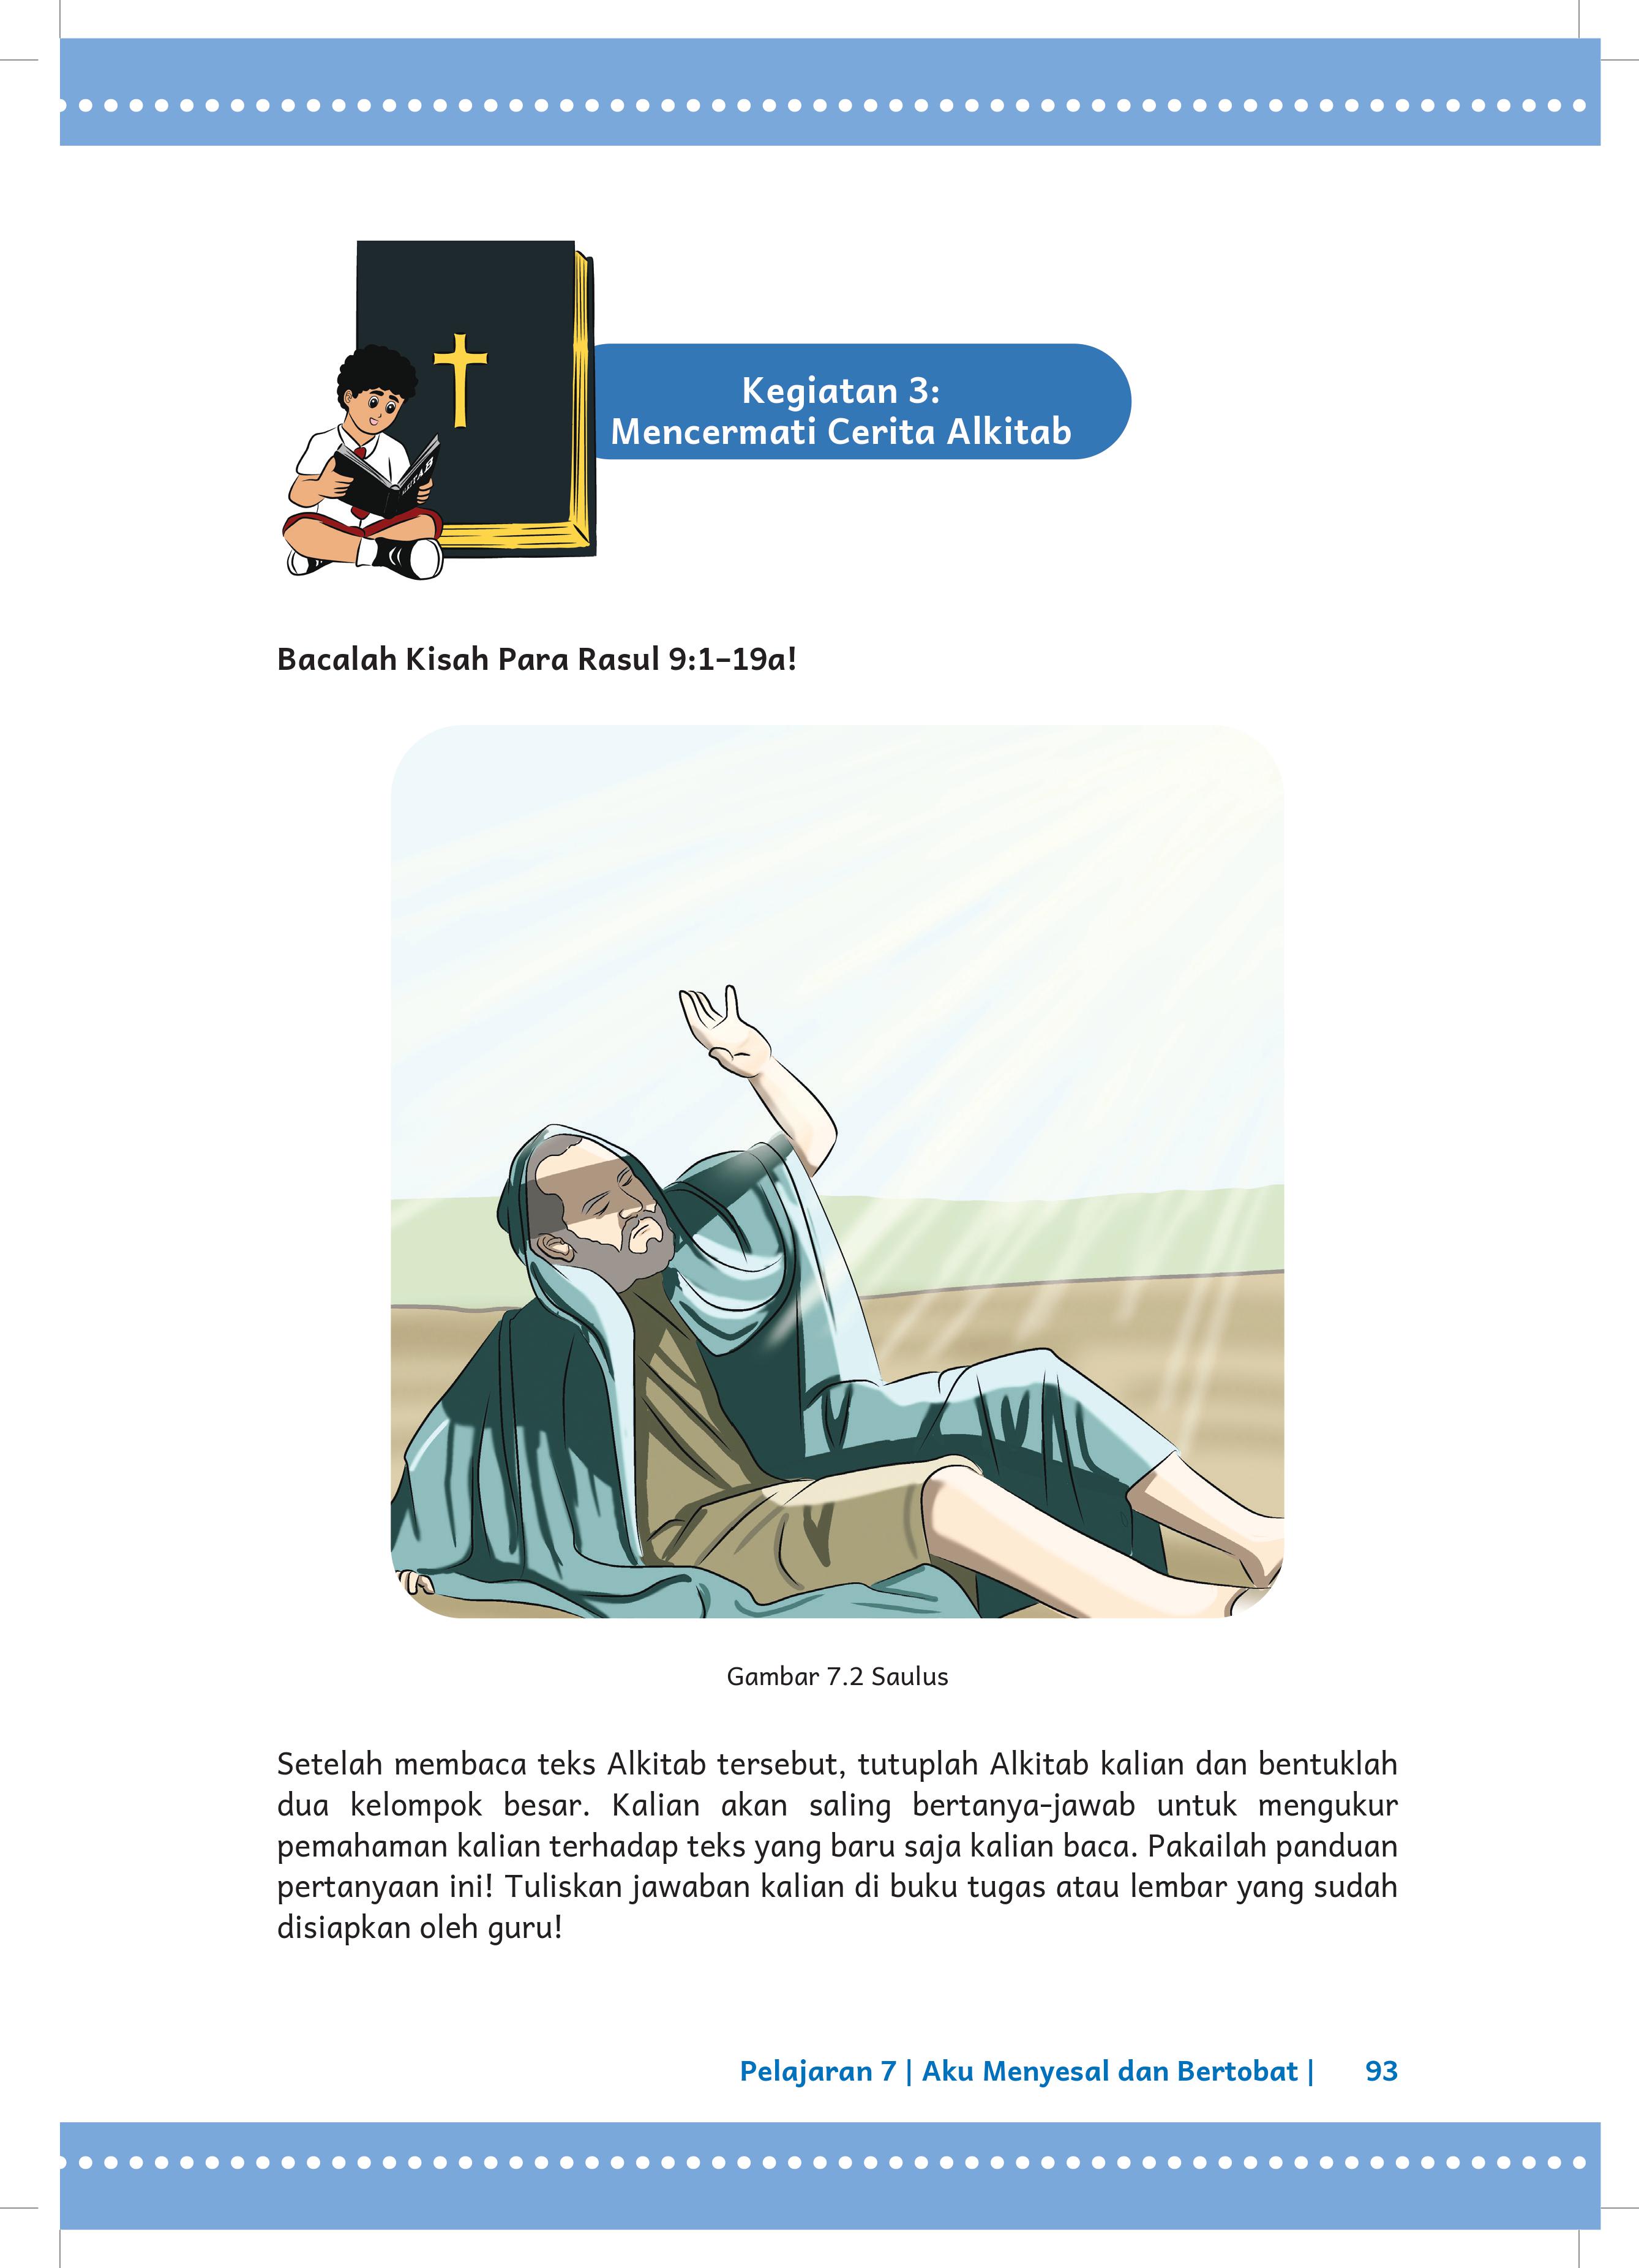 Kegiatan 3:
Mencermati Cerita Alkitab
Bacalah Kisah Para Rasul 9:1–19a!
Gambar 7.2 Saulus
Setelah membaca teks Alkitab tersebut, tutuplah Alkitab kalian dan bentuklah
dua kelompok besar. Kalian akan saling bertanya-jawab untuk mengukur
pemahaman kalian terhadap teks yang baru saja kalian baca. Pakailah panduan
pertanyaan ini! Tuliskan jawaban kalian di buku tugas atau lembar yang sudah
disiapkan oleh guru!
Pelajaran 7 | Aku Menyesal dan Bertobat | 93